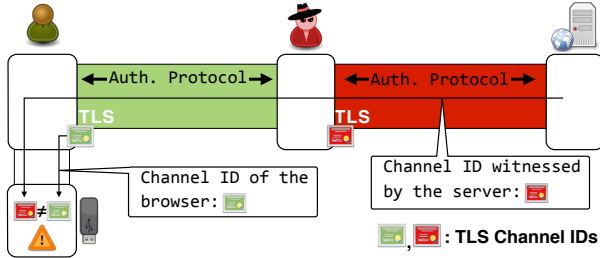 Auth. Protocol
Auth. Protocol
TLS
TLS
Channel ID of the
browser:
Channel ID witnessed
by the server:
≠
, : TLS Channel IDs